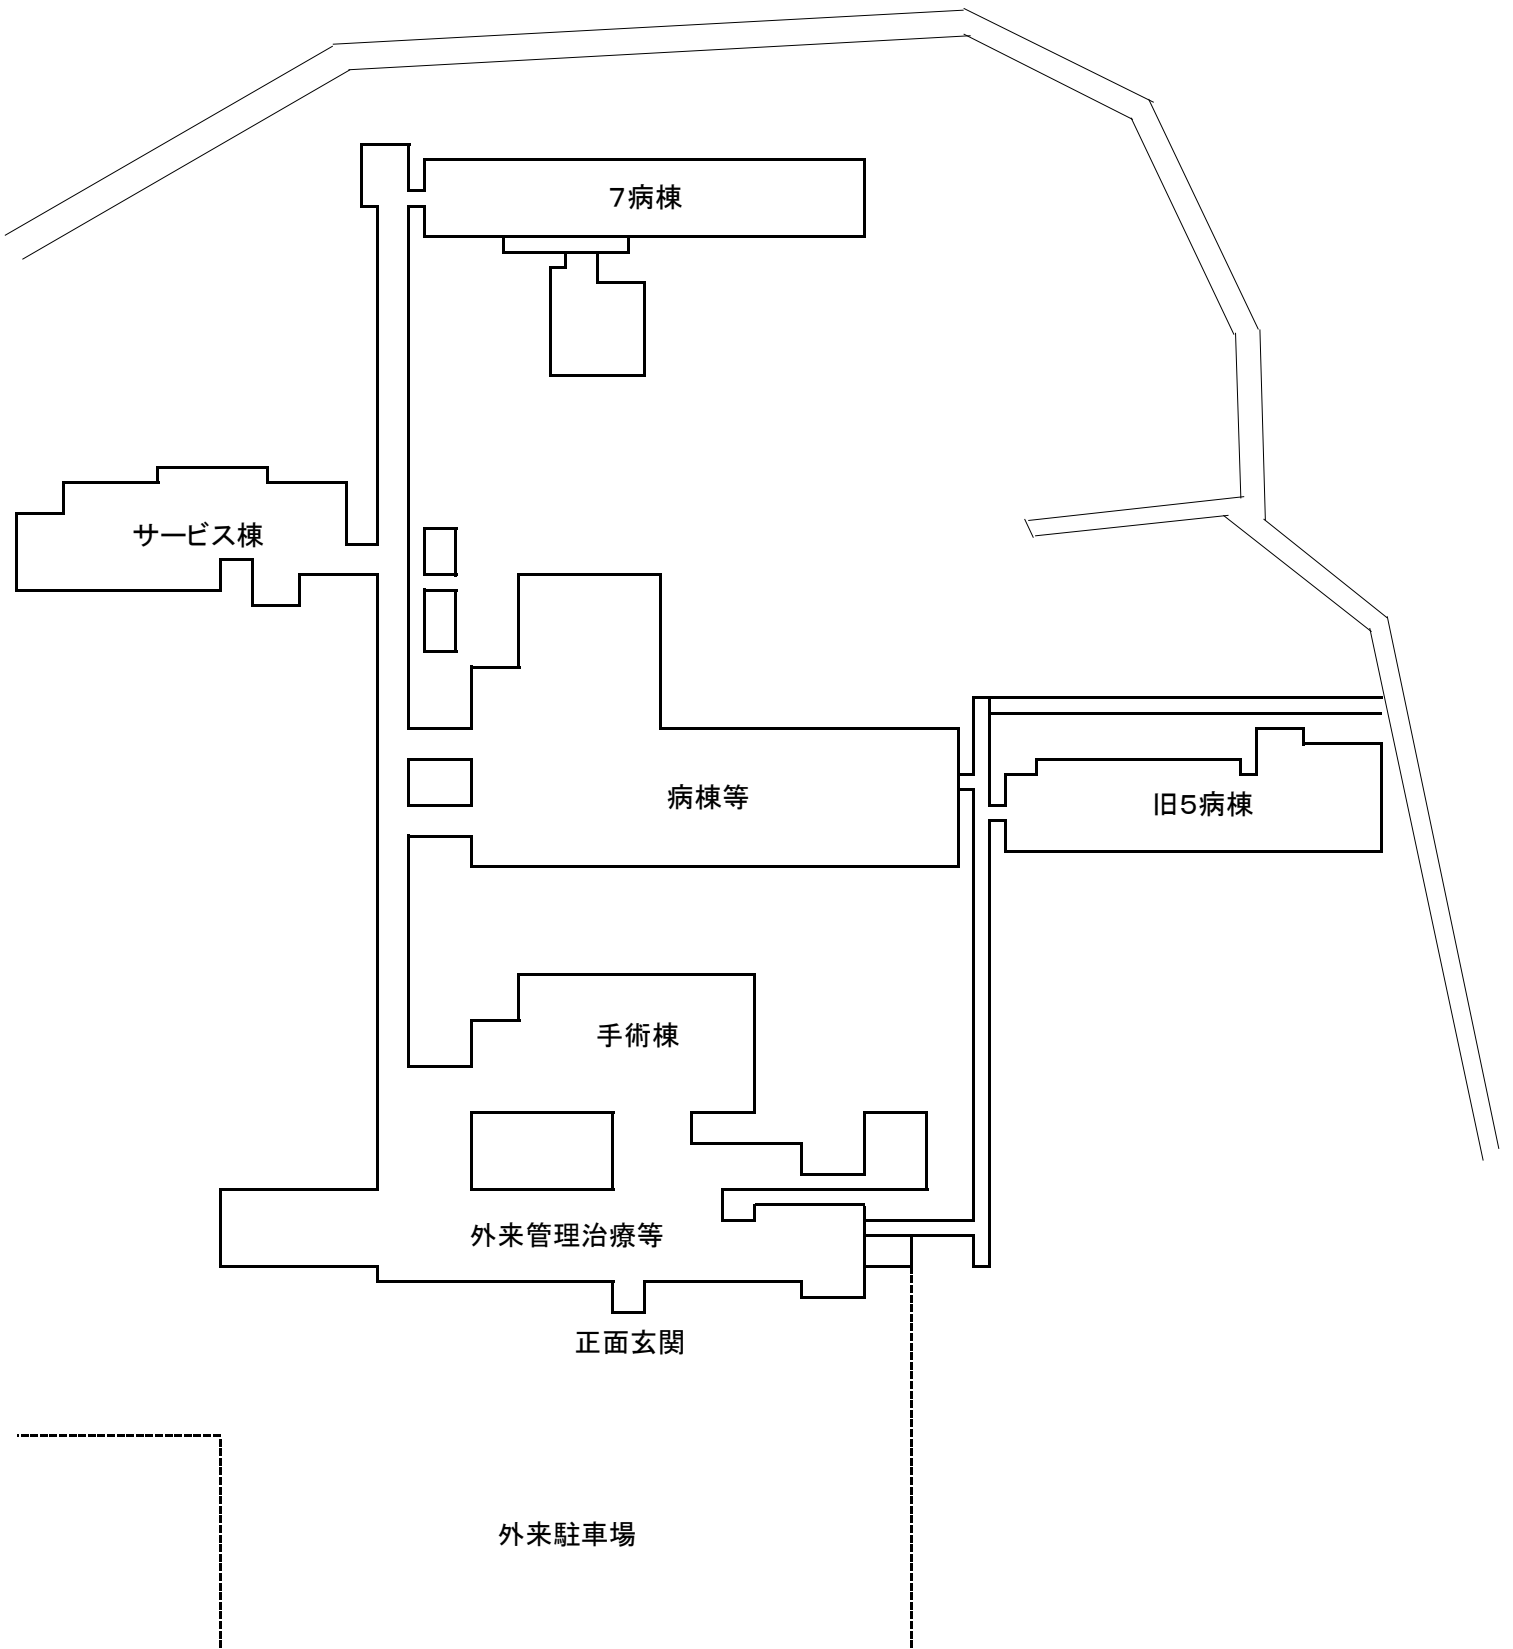 7病棟
サービス棟
病棟等
旧5病棟
手術棟
外来管理治療等
正面玄関
外来駐車場